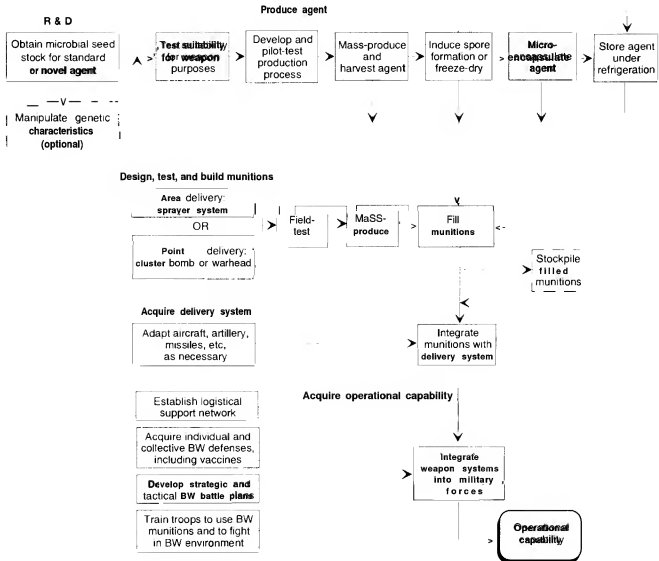 Produce agent
R & D
Obtain microbial seed
stock for standard
or novel agent
Test suitability
for weapon
purposes
Develop and
pilot-test
production
process
Mass-produce
and
harvest agent
Induce spore
formation or
freeze-dry
Micro-
encapsulate
agent
Store agent
under
refrigeration
Manipulate genetic
characteristics
(optional)
Design, test, and build munitions
Area delivery:
sprayer system
OR
Point delivery:
cluster bomb or warhead
Field-
test
MaSS-
produce
Fill
munitions
Stockpile
filled
munitions
Acquire delivery system
Adapt aircraft, artillery,
missiles, etc,
as necessary
Integrate
munitions with
delivery system
Establish logistical
support network
Acquire operational capability
Acquire individual and
collective BW defenses,
including vaccines
Develop strategic and
tactical BW battle plans
Train troops to use BW
munitions and to fight
in BW environment
Integrate
weapon systems
into military
forces
Operational
capability